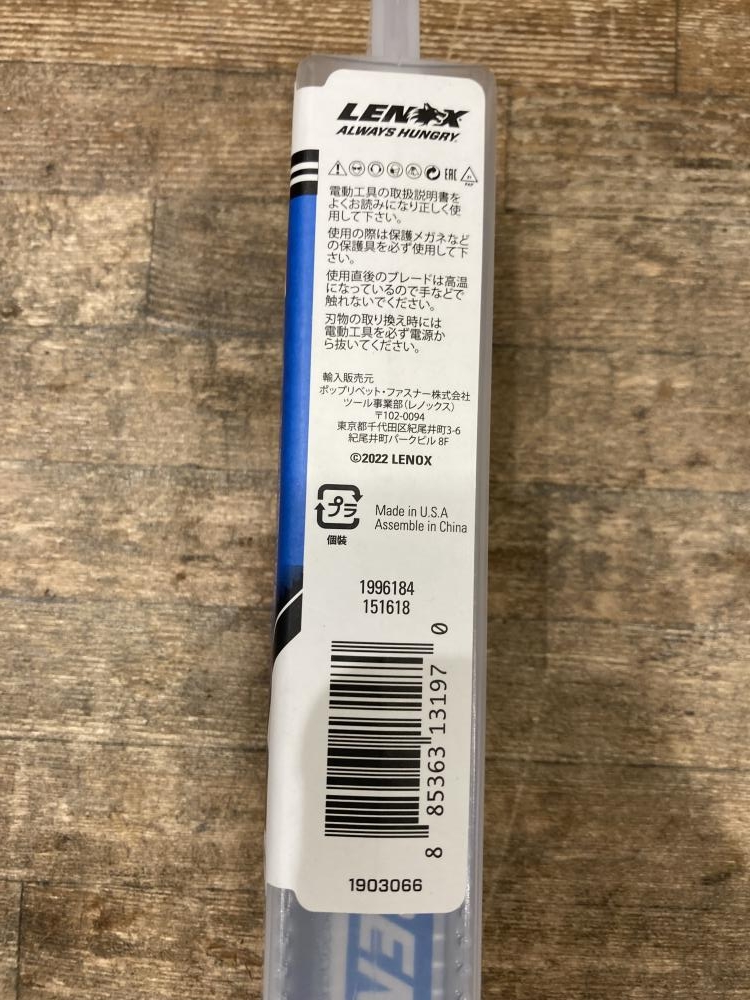 LENOX
ALWAYS HUNGRY.
EAC
PAP
電動工具の取扱説明書を
よくお読みになり正しく使
用して下さい。
使用の際は保護メガネなど
の保護具を必ず使用して下
さい。
使用直後のブレードは高温
になっているので手などで
触れないでください。
刃物の取り換え時には
電動工具を必ず電源か
ら抜いてください。
輸入販売元
ポップリベット・ファスナー株式会社
ツール事業部(レノックス)
〒102-0094
東京都千代田区紀尾井町3-6
紀尾井町パークビル 8F
©2022 LENOX
プラ
個装
Made in U.S.A
Assemble in China
1996184
151618
8 85363 13197 0
1903066